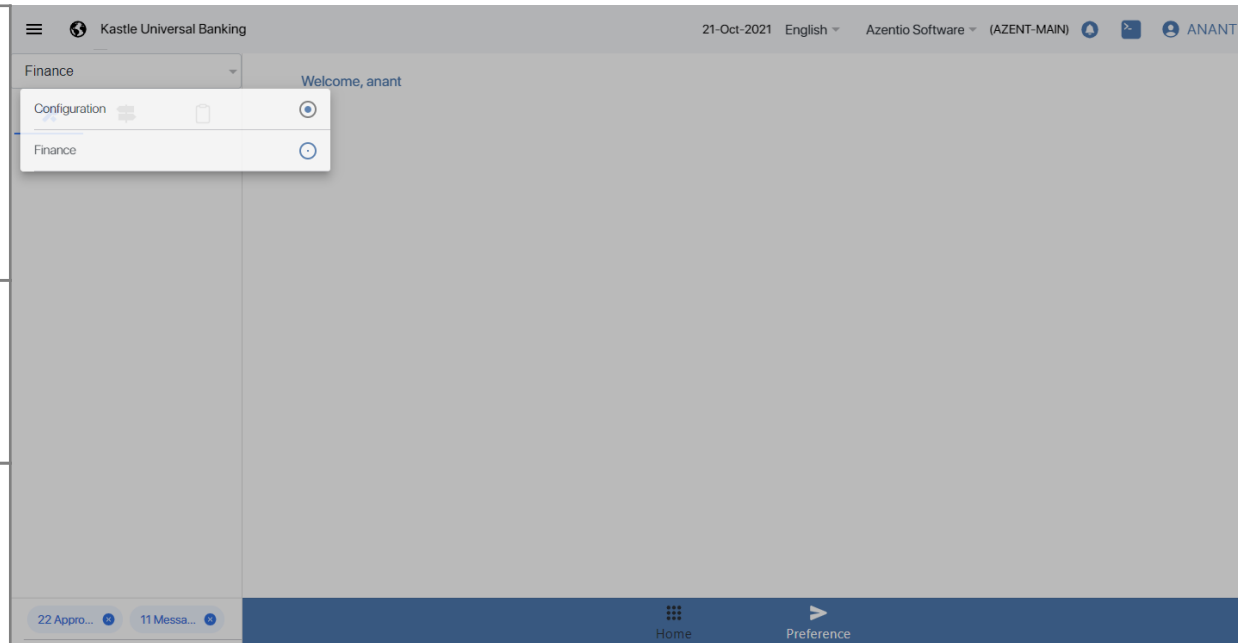 Kastle Universal Banking 21-Oct-2021 English Azentio Software (AZENT-MAIN) ANANT
Finance
Welcome, anant
Configuration
Finance
22 Appro... 11 Messa...
Home Preference